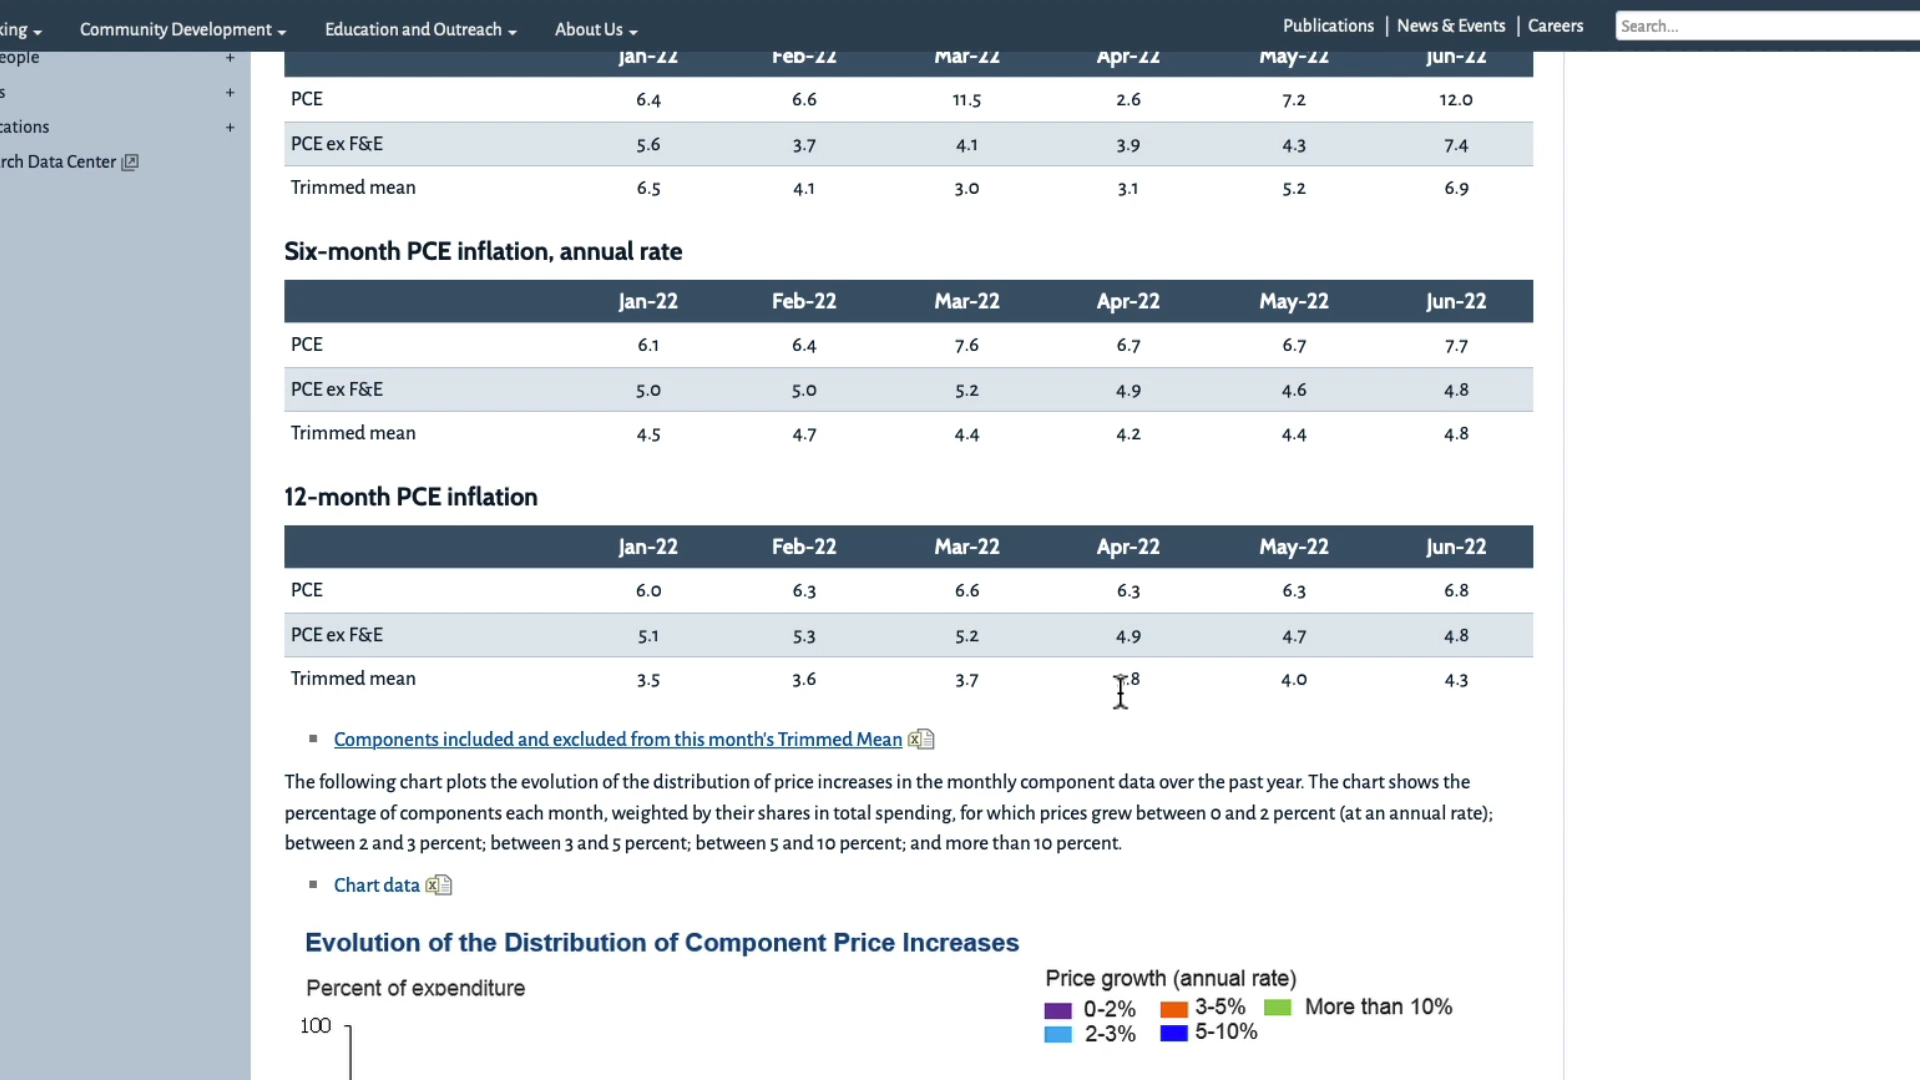 Community Development
Education and Outreach
About Us
Publications | News & Events | Careers
Search...
Jan-22 Feb-22 Mar-22 Apr-22 May-22 Jun-22
PCE 6.4 6.6 11.5 2.6 7.2 12.0
PCE ex F&E 5.6 3.7 4.1 3.9 4.3 7.4
Trimmed mean 6.5 4.1 3.0 3.1 5.2 6.9
Data Center
Six-month PCE inflation, annual rate
Jan-22 Feb-22 Mar-22 Apr-22 May-22 Jun-22
PCE 6.1 6.4 7.6 6.7 6.7 7.7
PCE ex F&E 5.0 5.0 5.2 4.9 4.6 4.8
Trimmed mean 4.5 4.7 4.4 4.2 4.4 4.8
12-month PCE inflation
Jan-22 Feb-22 Mar-22 Apr-22 May-22 Jun-22
PCE 6.0 6.3 6.6 6.3 6.3 6.8
PCE ex F&E 5.1 5.3 5.2 4.9 4.7 4.8
Trimmed mean 3.5 3.6 3.7 .8 4.0 4.3
Components included and excluded from this month's Trimmed Mean
The following chart plots the evolution of the distribution of price increases in the monthly component data over the past year. The chart shows the
percentage of components each month, weighted by their shares in total spending, for which prices grew between 0 and 2 percent (at an annual rate);
between 2 and 3 percent; between 3 and 5 percent; between 5 and 10 percent; and more than 10 percent.
Chart data
Evolution of the Distribution of Component Price Increases
Percent of expenditure
100
Price growth (annual rate)
0-2% 3-5% More than 10%
2-3% 5-10%